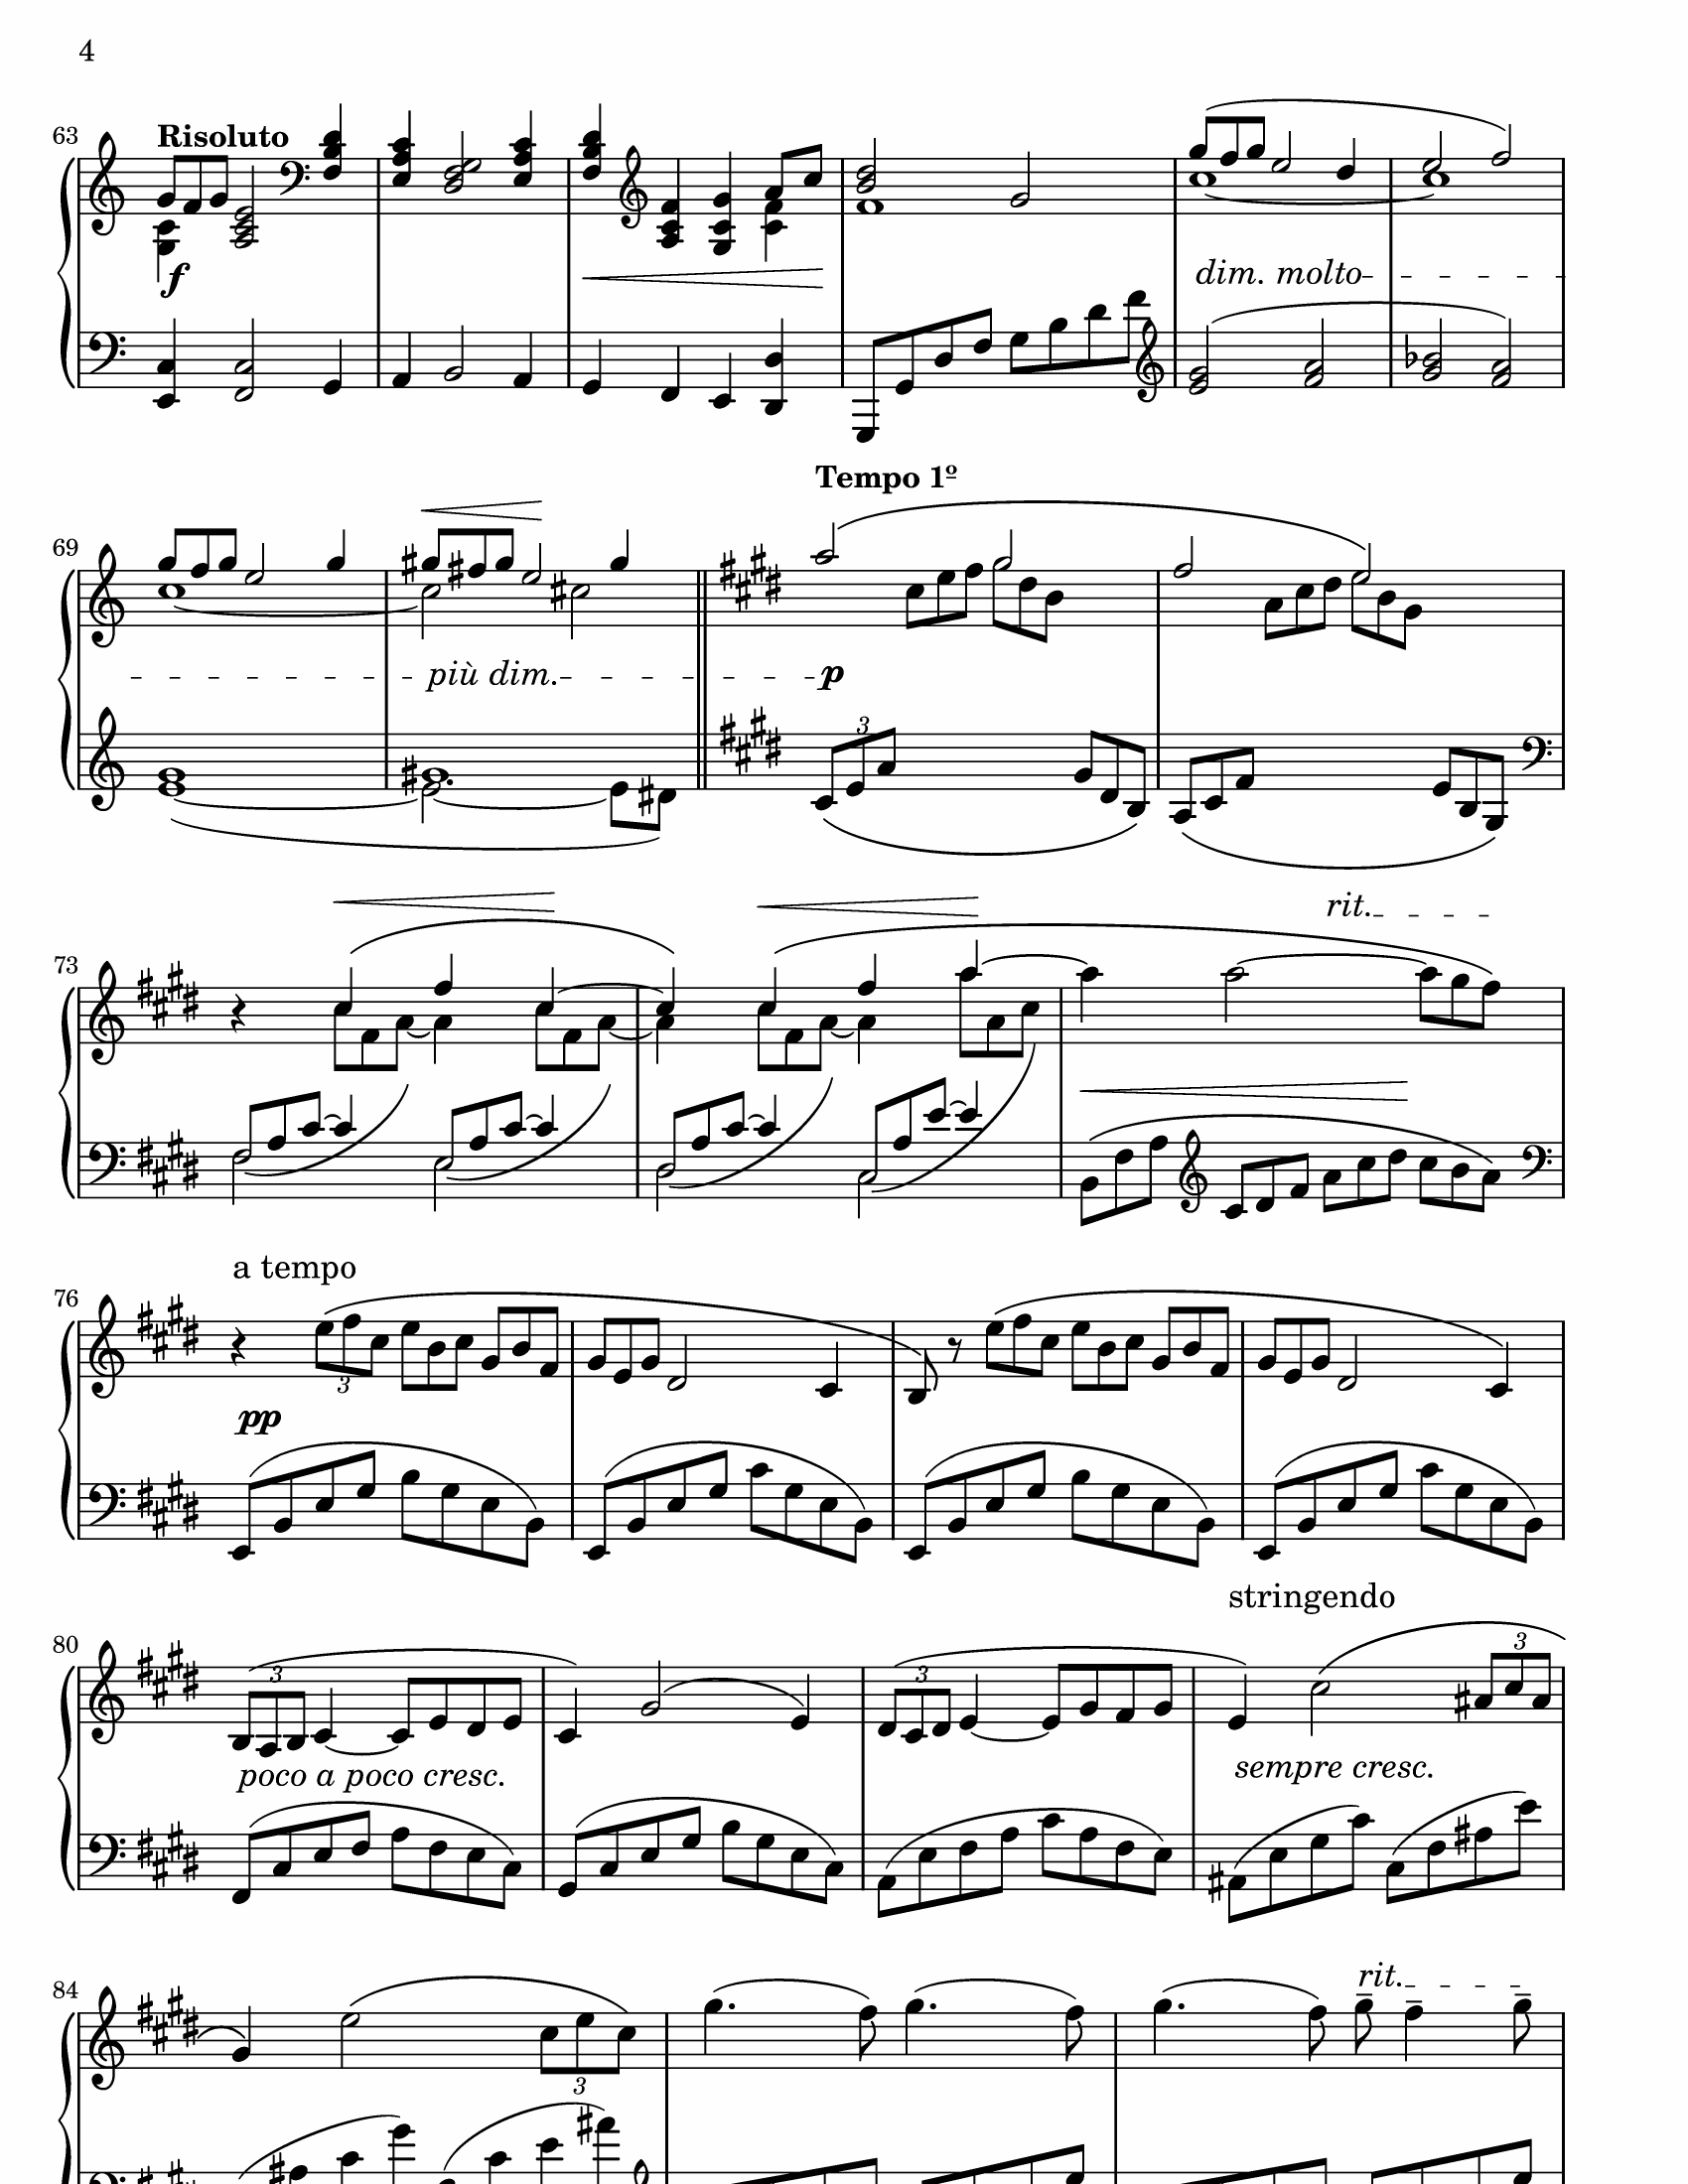 4
63
Risoluto
f
dim. molto
69
Tempo 1º
più dim.
p
3
73
rit.
76
a tempo
3
pp
80
stringendo
3
3
3
poco a poco cresc.
sempre cresc.
84
rit.
3